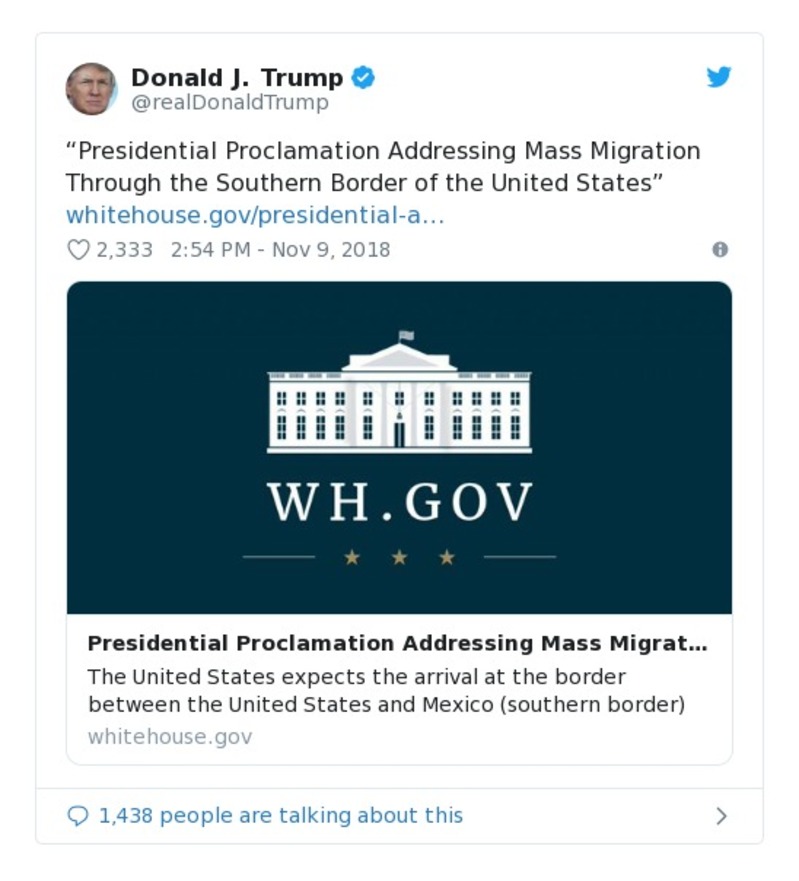 Donald J. Trump
@realDonaldTrump
“Presidential Proclamation Addressing Mass Migration
Through the Southern Border of the United States”
whitehouse.gov/presidential-a…
2,333 2:54 PM - Nov 9, 2018
WH.GOV
Presidential Proclamation Addressing Mass Migrat…
The United States expects the arrival at the border
between the United States and Mexico (southern border)
whitehouse.gov
1,438 people are talking about this